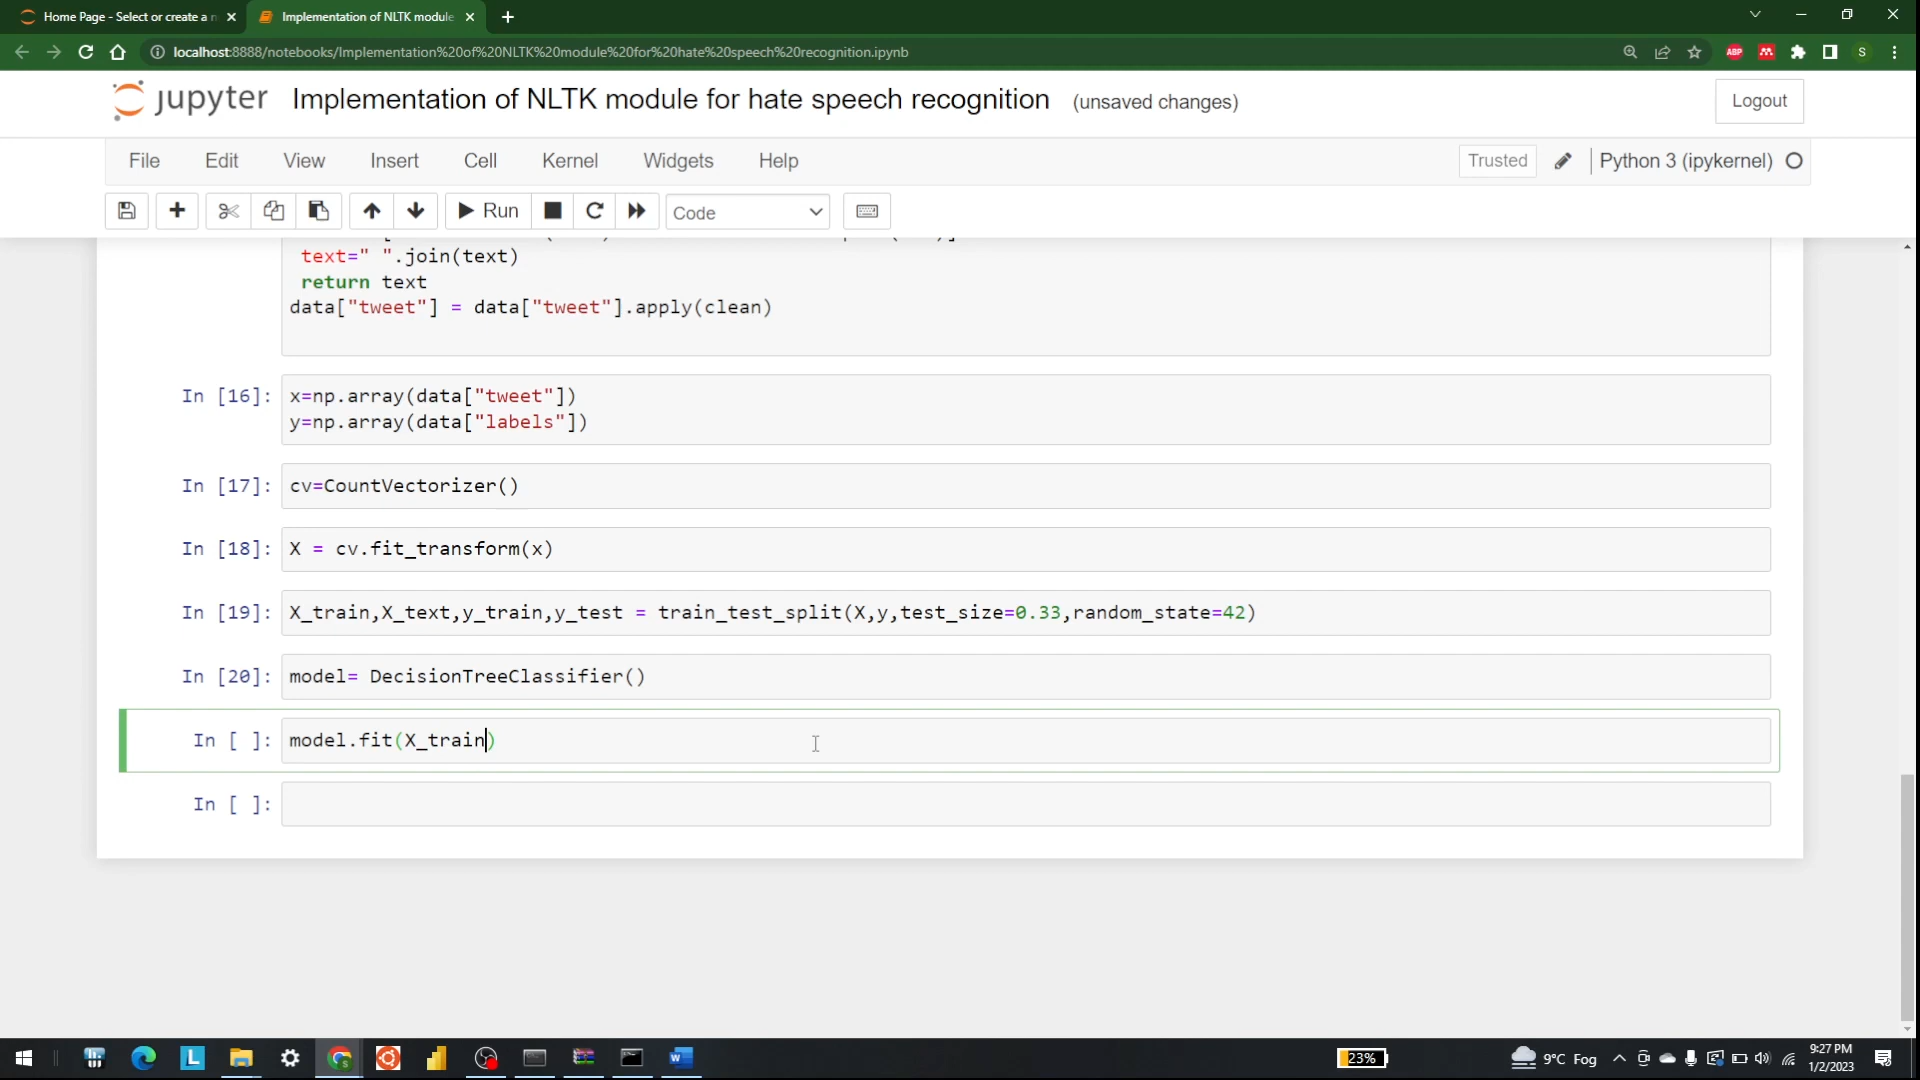 Home Page - Select or create a n
Implementation of NLTK module
localhost:8888/notebooks/Implementation%20of%20NLTK%20module%20for%20hate%20speech%20recognition.ipynb
ABP
S
jupyter Implementation of NLTK module for hate speech recognition (unsaved changes)
Logout
File Edit View Insert Cell Kernel Widgets Help
Trusted
Python 3 (ipykernel)
Run
Code
text=" ".join(text)
return text
data["tweet"] = data["tweet"].apply(clean)
In [16]: x=np.array(data["tweet"])
y=np.array(data["labels"])
In [17]: cv=CountVectorizer()
In [18]: X = cv.fit_transform(x)
In [19]: X_train,X_text,y_train,y_test = train_test_split(X,y,test_size=0.33,random_state=42)
In [20]: model= DecisionTreeClassifier()
In [ ]: model.fit(X_train)
In [ ]:
L
23%
9°C Fog
9:27 PM
1/2/2023